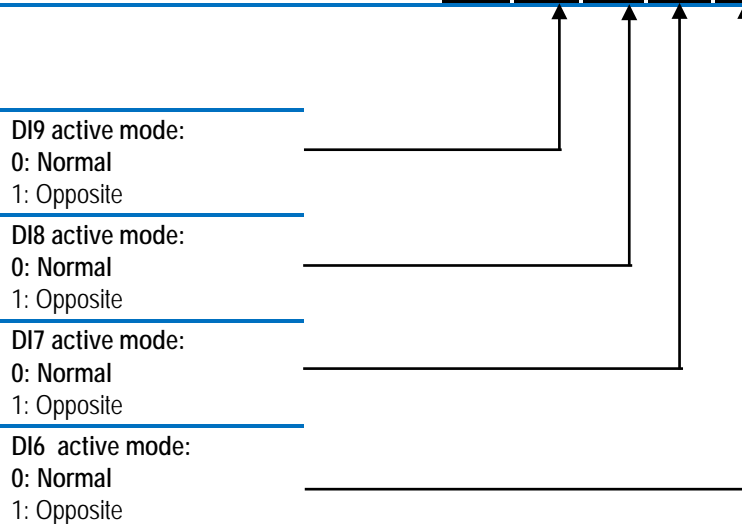 DI9 active mode:
0: Normal
1: Opposite
DI8 active mode:
0: Normal
1: Opposite
DI7 active mode:
0: Normal
1: Opposite
DI6 active mode:
0: Normal
1: Opposite